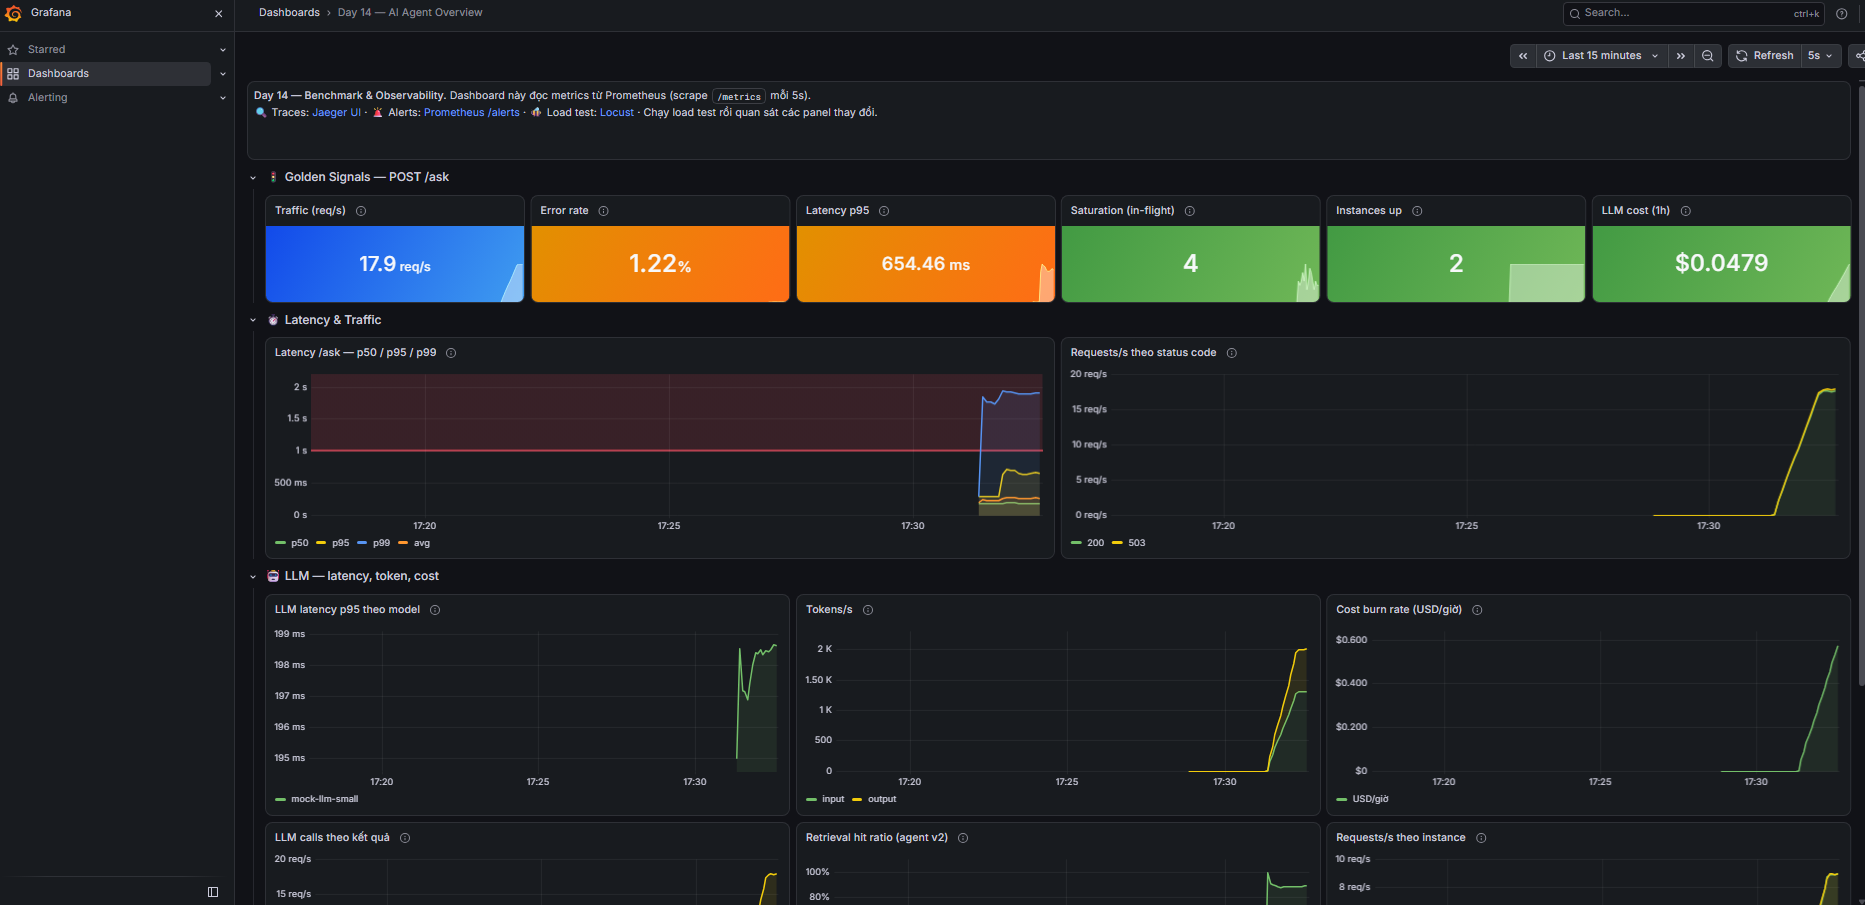 Grafana
Dashboards › Day 14 — AI Agent Overview
Search...
ctrl+k
Starred
Dashboards
Alerting
Last 15 minutes
Refresh
5s
Day 14 — Benchmark & Observability. Dashboard này đọc metrics từ Prometheus (scrape /metrics mỗi 5s).
Traces: Jaeger UI · Alerts: Prometheus /alerts · Load test: Locust · Chạy load test rồi quan sát các panel thay đổi.
Golden Signals — POST /ask
Traffic (req/s)
17.9 req/s
Error rate
1.22%
Latency p95
654.46 ms
Saturation (in-flight)
4
Instances up
2
LLM cost (1h)
$0.0479
Latency & Traffic
Latency /ask — p50 / p95 / p99
2 s
1.5 s
1 s
500 ms
0 s
17:20
17:25
17:30
p50
p95
p99
avg
Requests/s theo status code
20 req/s
15 req/s
10 req/s
5 req/s
0 req/s
17:20
17:25
17:30
200
503
LLM — latency, token, cost
LLM latency p95 theo model
199 ms
198 ms
197 ms
196 ms
195 ms
17:20
17:25
17:30
mock-llm-small
Tokens/s
2 K
1.50 K
1 K
500
0
17:20
17:25
17:30
input
output
Cost burn rate (USD/giờ)
$0.600
$0.400
$0.200
$0
17:20
17:25
17:30
USD/giờ
LLM calls theo kết quả
20 req/s
15 req/s
Retrieval hit ratio (agent v2)
100%
80%
Requests/s theo instance
10 req/s
8 req/s